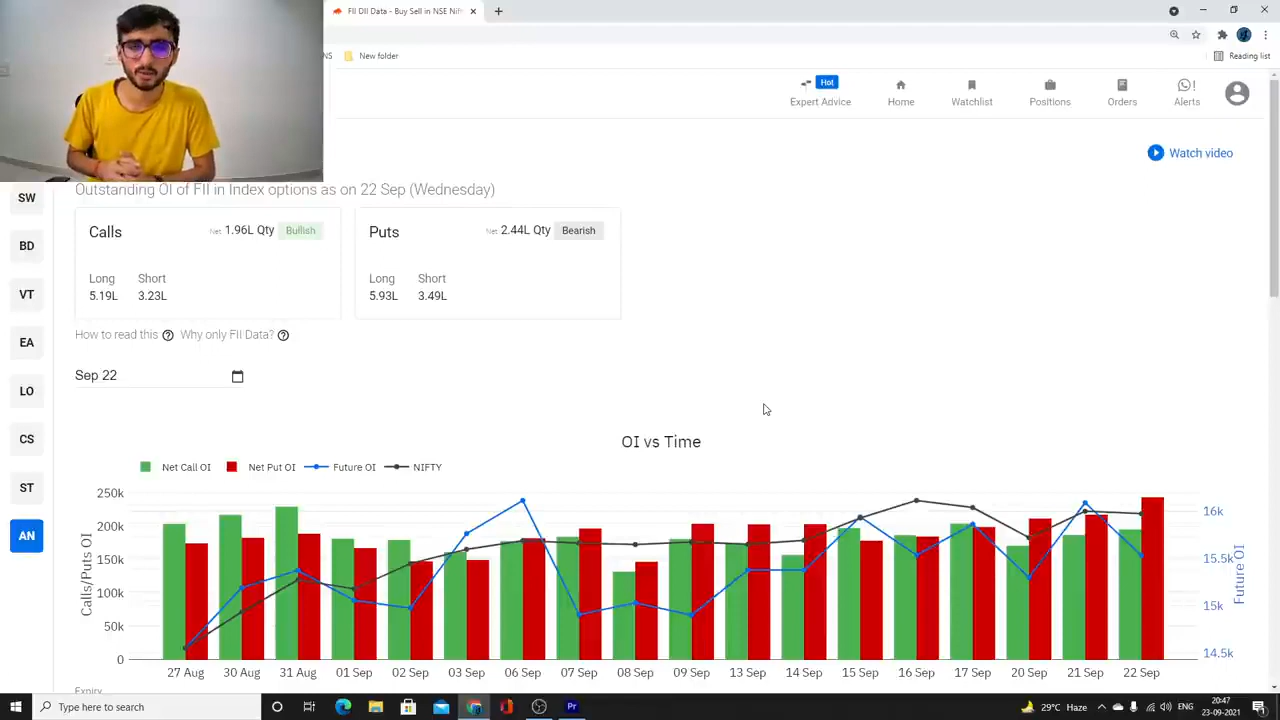 FII DII Data - Buy Sell in NSE Nift
NS New folder Reading list
Hot
Expert Advice Home Watchlist Positions Orders Alerts
Watch video
Outstanding OI of FII in Index options as on 22 Sep (Wednesday)
SW
BD
VT
EA
LO
CS
ST
AN
Calls Net 1.96L Qty Bullish
Long Short
5.19L 3.23L
Puts Net 2.44L Qty Bearish
Long Short
5.93L 3.49L
How to read this ? Why only FII Data? ?
Sep 22
OI vs Time
Net Call OI Net Put OI Future OI NIFTY
Calls/Puts OI
250k
200k
150k
100k
50k
0
16k
15.5k
15k
14.5k
Future OI
27 Aug 30 Aug 31 Aug 01 Sep 02 Sep 03 Sep 06 Sep 07 Sep 08 Sep 09 Sep 13 Sep 14 Sep 15 Sep 16 Sep 17 Sep 20 Sep 21 Sep 22 Sep
Expiry
Type here to search
Pr
29°C Haze
ENG
20:47
23-09-2021
1